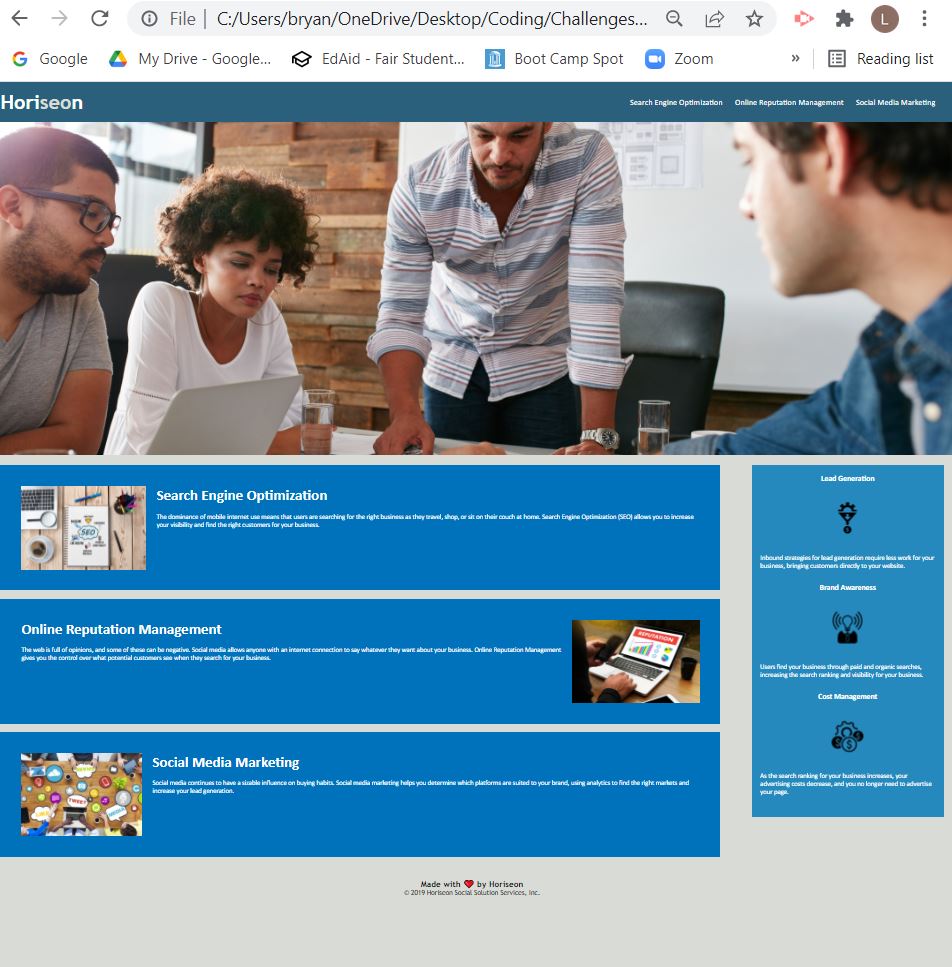 File | C:/Users/bryan/OneDrive/Desktop/Coding/Challenges...
L
Google
My Drive - Google...
EdAid - Fair Student...
Boot Camp Spot
Zoom
»
Reading list
Horiseon
Search Engine Optimization
Online Reputation Management
Social Media Marketing
SEO
Search Engine Optimization
The dominance of mobile internet use means that users are searching for the right business as they travel, shop, or sit on their couch at home. Search Engine Optimization (SEO) allows you to increase
your visibility and find the right customers for your business.
Online Reputation Management
The web is full of opinions, and some of these can be negative. Social media allows anyone with an internet connection to say whatever they want about your business. Online Reputation Management
gives you the control over what potential customers see when they search for your business.
REPUTATION
TWEET
MEDIA
Social Media Marketing
Social media continues to have a sizable influence on buying habits. Social media marketing helps you determine which platforms are suited to your brand, using analytics to find the right markets and
increase your lead generation.
Lead Generation
Inbound strategies for lead generation require less work for your
business, bringing customers directly to your website.
Brand Awareness
Users find your business through paid and organic searches,
increasing the search ranking and visibility for your business.
Cost Management
As the search ranking for your business increases, your
advertising costs decrease, and you no longer need to advertise
your page.
Made with ❤️ by Horiseon
© 2019 Horiseon Social Solution Services, Inc.